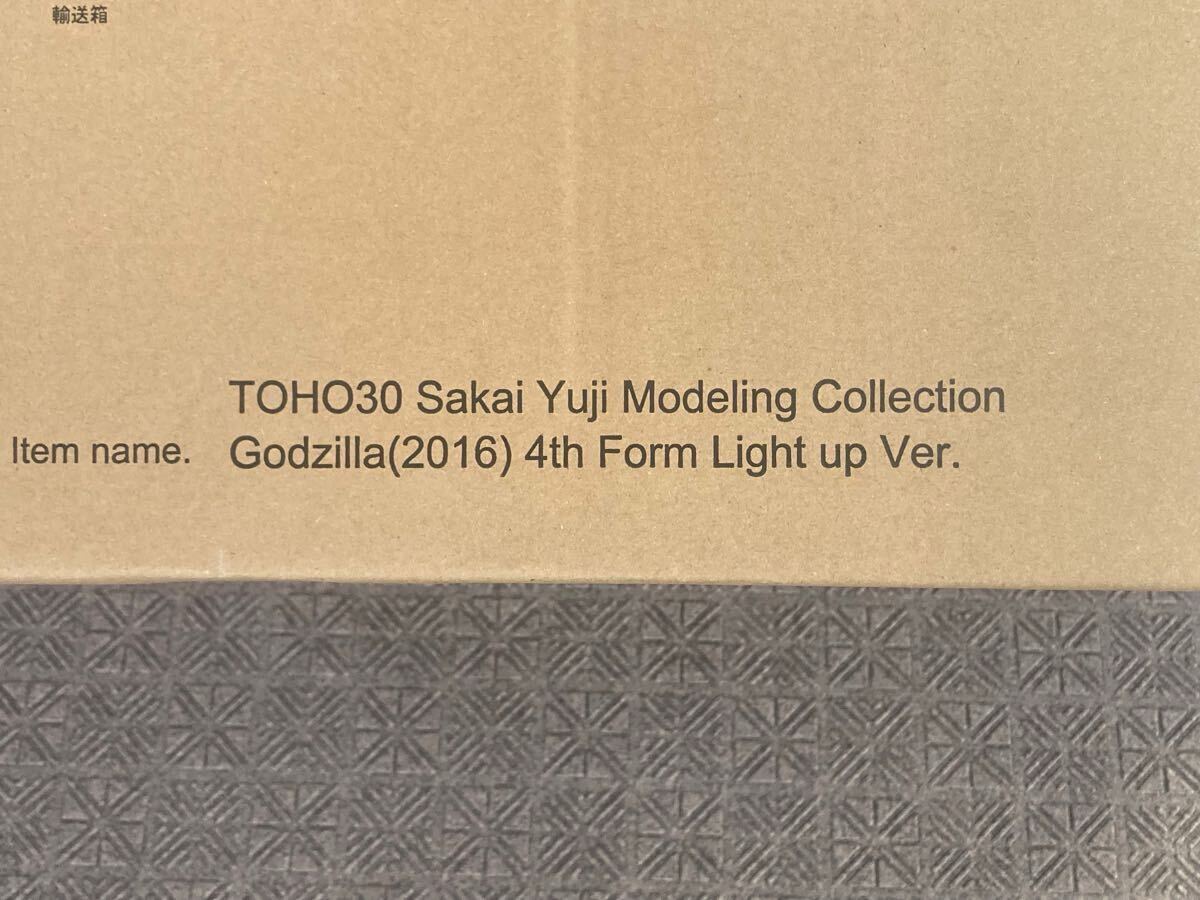 輸送箱
TOHO30 Sakai Yuji Modeling Collection
Item name. Godzilla(2016) 4th Form Light up Ver.